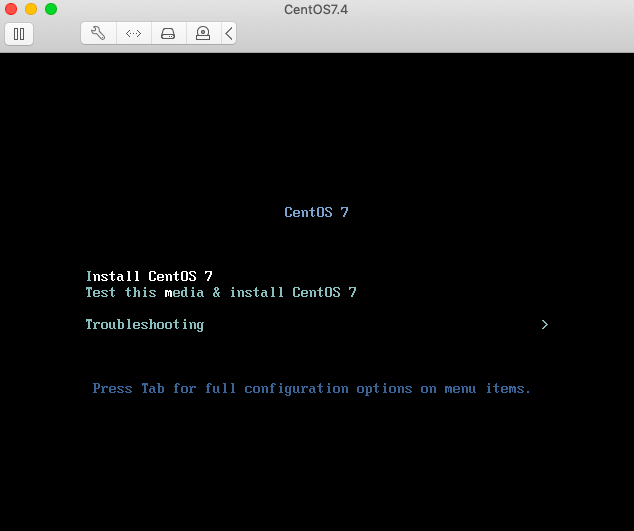 CentOS7.4
CentOS 7
Install CentOS 7
Test this media & install CentOS 7
Troubleshooting >
Press Tab for full configuration options on menu items.